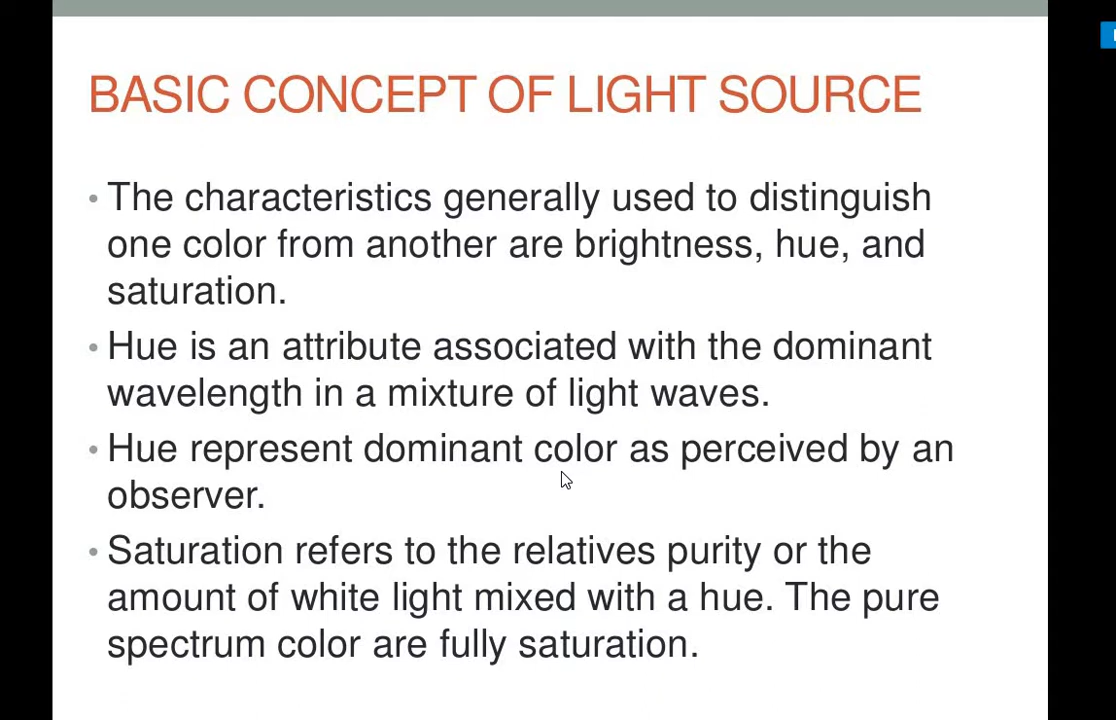 BASIC CONCEPT OF LIGHT SOURCE
• The characteristics generally used to distinguish
one color from another are brightness, hue, and
saturation.
• Hue is an attribute associated with the dominant
wavelength in a mixture of light waves.
• Hue represent dominant color as perceived by an
observer.
• Saturation refers to the relatives purity or the
amount of white light mixed with a hue. The pure
spectrum color are fully saturation.